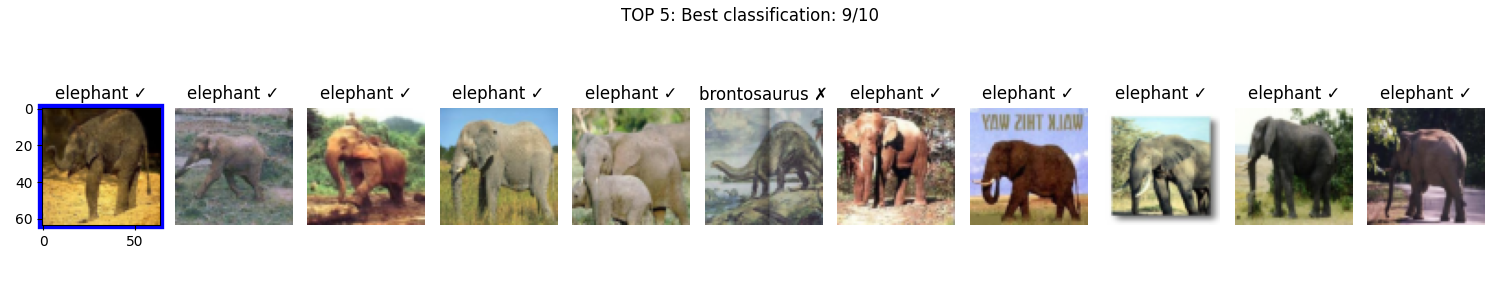 TOP 5: Best classification: 9/10
elephant ✓ elephant ✓ elephant ✓ elephant ✓ elephant ✓ brontosaurus ✗ elephant ✓ elephant ✓ elephant ✓ elephant ✓ elephant ✓
0
20
40
60
0 50
WALK THIS WAY